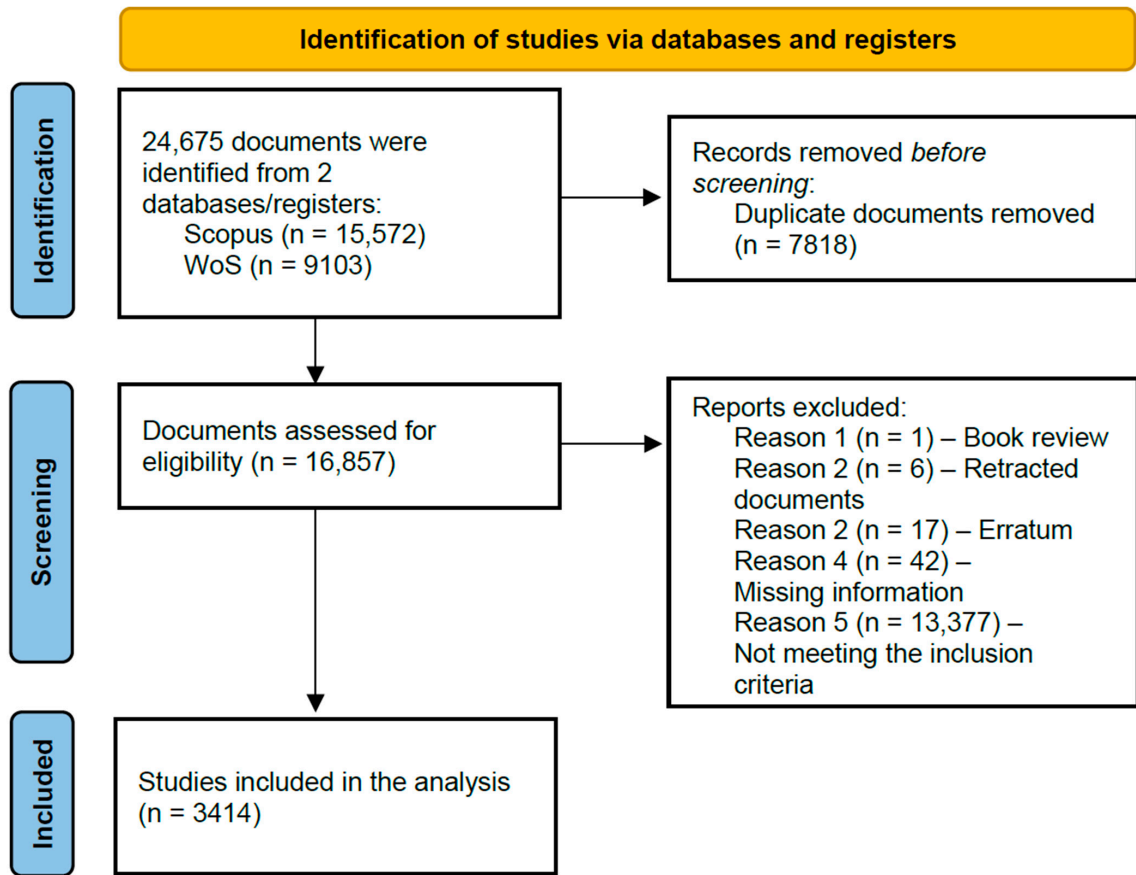 Identification of studies via databases and registers
Identification
24,675 documents were
identified from 2
databases/registers:
Scopus (n = 15,572)
WoS (n = 9103)
Records removed before
screening:
Duplicate documents removed
(n = 7818)
Screening
Documents assessed for
eligibility (n = 16,857)
Reports excluded:
Reason 1 (n = 1) – Book review
Reason 2 (n = 6) – Retracted
documents
Reason 2 (n = 17) – Erratum
Reason 4 (n = 42) –
Missing information
Reason 5 (n = 13,377) –
Not meeting the inclusion
criteria
Included
Studies included in the analysis
(n = 3414)